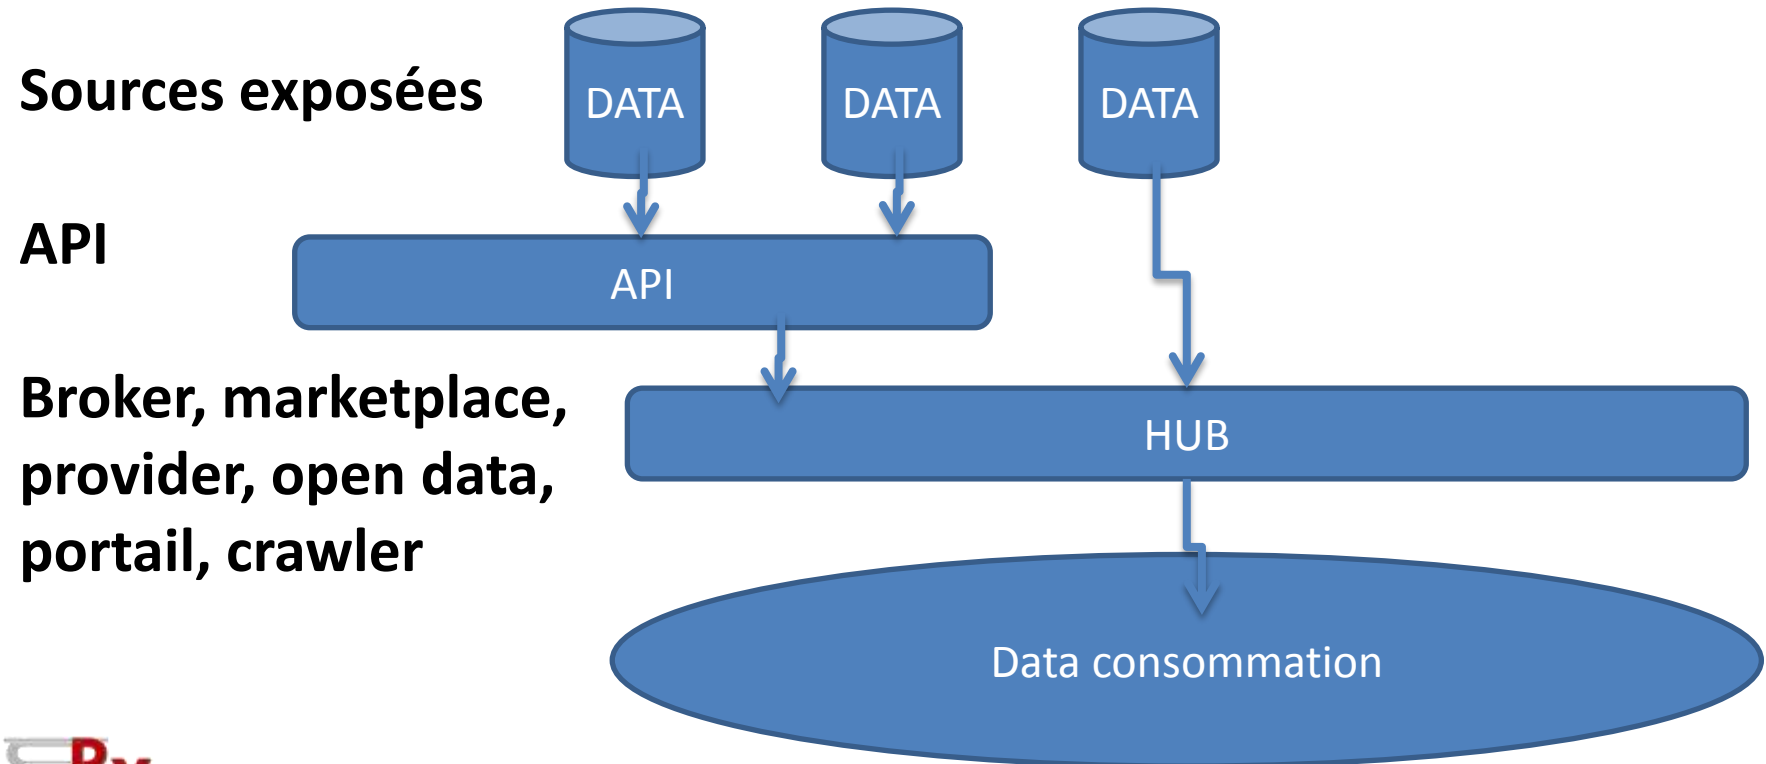 Sources exposées
DATA
DATA
DATA
API
API
Broker, marketplace,
provider, open data,
portail, crawler
HUB
Data consommation